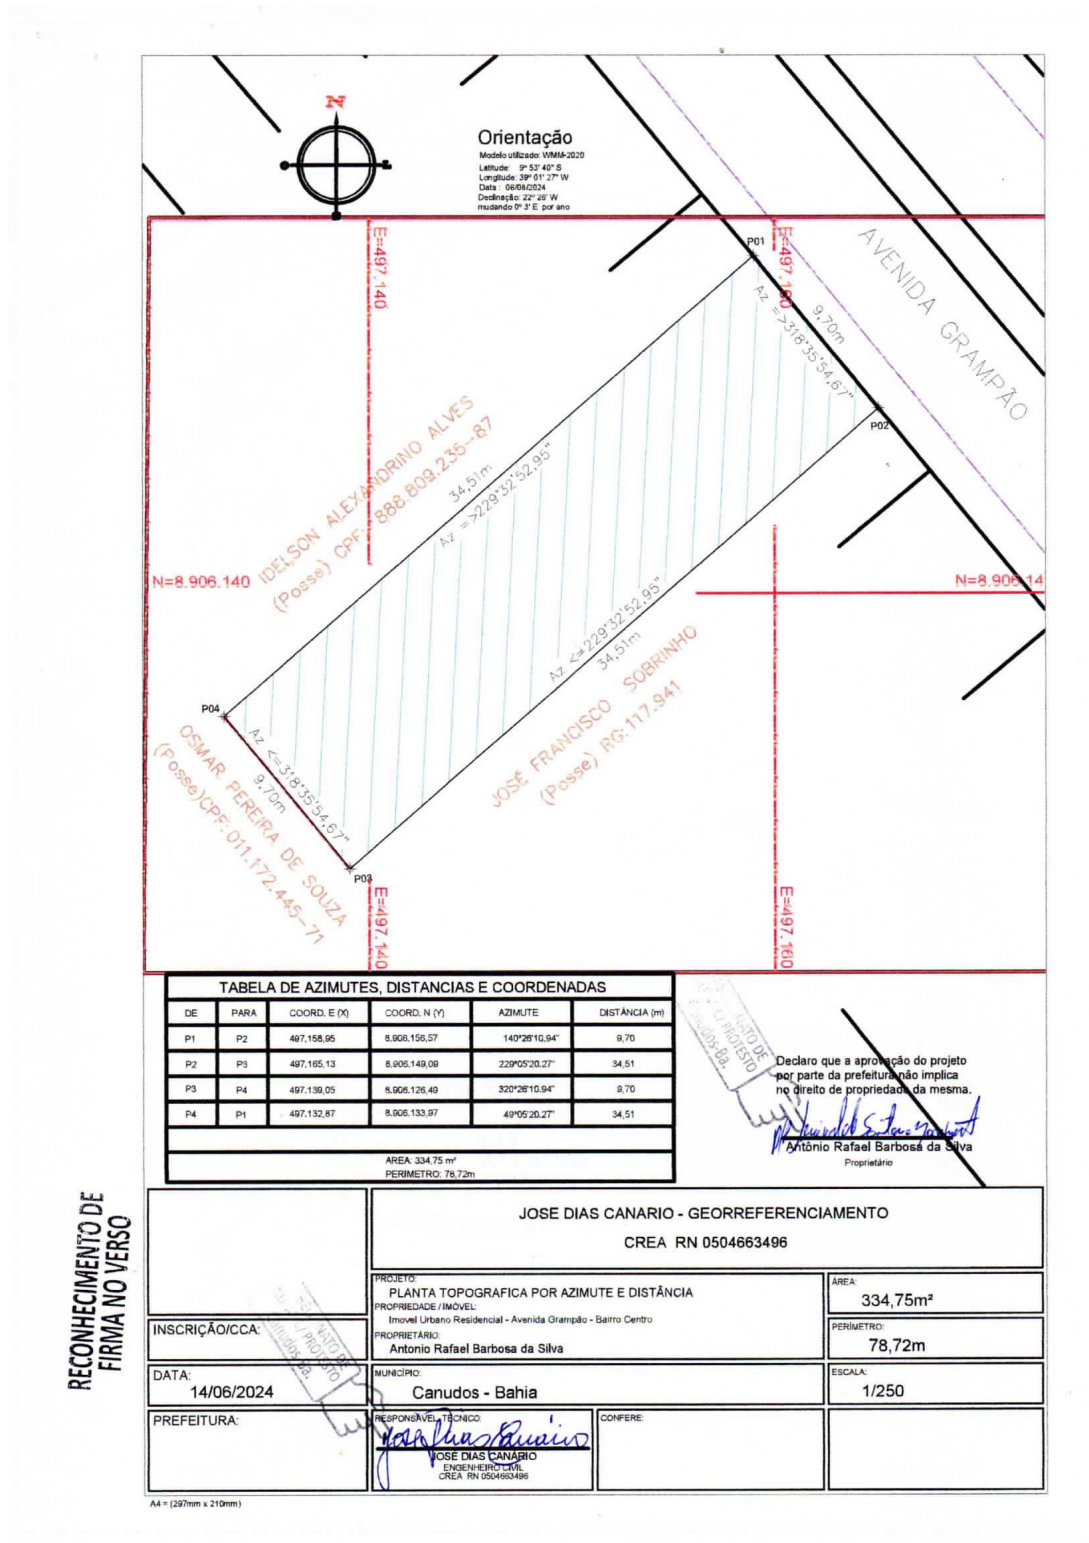 N
Orientação
Modelo utilizado: WMM-2020
Latitude: 9° 53' 40" S
Longitude: 39° 01' 27" W
Data : 06/08/2024
Declinação: 22° 26' W
mudando 0° 3' E por ano
E=497.140
E=497.160
P01
AVENIDA GRAMPÃO
9,70m
Az =>318°35'54,67"
P02
IDELSON ALEXANDRINO ALVES
(Posse) CPF: 888.809.235-87
34,51m
Az =>229°32'52,95"
N=8.906.140
N=8.906.14
Az <=229°32'52,95"
34,51m
JOSÉ FRANCISCO SOBRINHO
(Posse) RG:117.941
P04
Az <=318°35'54,67"
9,70m
OSMAR PEREIRA DE SOUZA
(Posse)CPF:011.172.445-71
P03
E=497.140
E=497.160
TABELA DE AZIMUTES, DISTANCIAS E COORDENADAS
DE PARA COORD. E (X) COORD. N (Y) AZIMUTE DISTÂNCIA (m)
P1 P2 497.158,95 8.906.156,57 140°26'10.94" 9,70
P2 P3 497.165,13 8.906.149,09 229°05'20.27" 34,51
P3 P4 497.139,05 8.906.126,49 320°26'10.94" 9,70
P4 P1 497.132,87 8.906.133,97 49°05'20.27" 34,51
AREA: 334,75 m²
PERIMETRO: 78,72m
PROTESTO
Canudos-Ba.
Declaro que a aprovação do projeto
por parte da prefeitura não implica
no direito de propriedade da mesma.
Antônio Rafael Barbosa da Silva
Proprietário
RECONHECIMENTO DE
FIRMA NO VERSO
JOSE DIAS CANARIO - GEORREFERENCIAMENTO
CREA RN 0504663496
PROJETO:
PLANTA TOPOGRAFICA POR AZIMUTE E DISTÂNCIA
PROPRIEDADE / IMÓVEL:
Imovel Urbano Residencial - Avenida Grampão - Bairro Centro
PROPRIETÁRIO:
Antonio Rafael Barbosa da Silva
ÁREA:
334,75m²
PERÍMETRO:
78,72m
INSCRIÇÃO/CCA:
PROTESTO
DATA:
14/06/2024
MUNICÍPIO:
Canudos - Bahia
ESCALA:
1/250
PREFEITURA:
RESPONSÁVEL TÉCNICO:
JOSE DIAS CANARIO
ENGENHEIRO CIVIL
CREA RN 0504663496
CONFERE:
A4 = (297mm x 210mm)